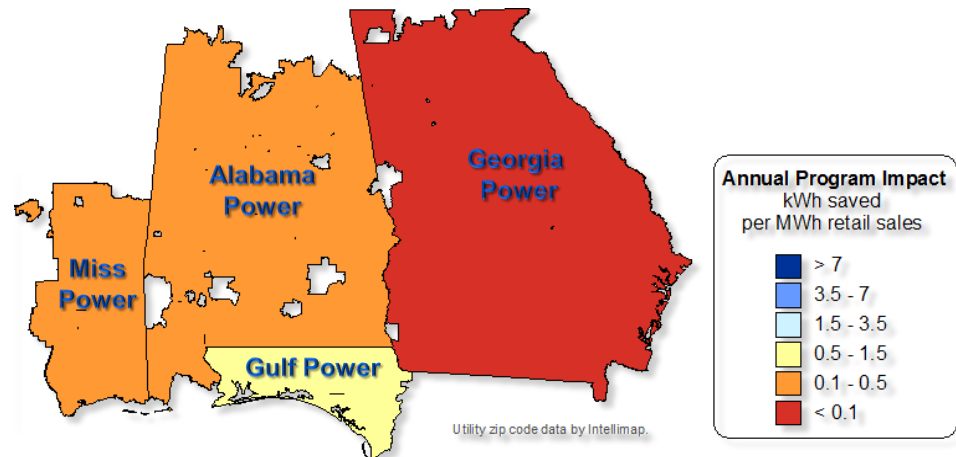 Georgia
Power
Alabama
Power
Miss
Power
Gulf Power
Utility zip code data by Intellimap.
Annual Program Impact
kWh saved
per MWh retail sales
> 7
3.5 - 7
1.5 - 3.5
0.5 - 1.5
0.1 - 0.5
< 0.1